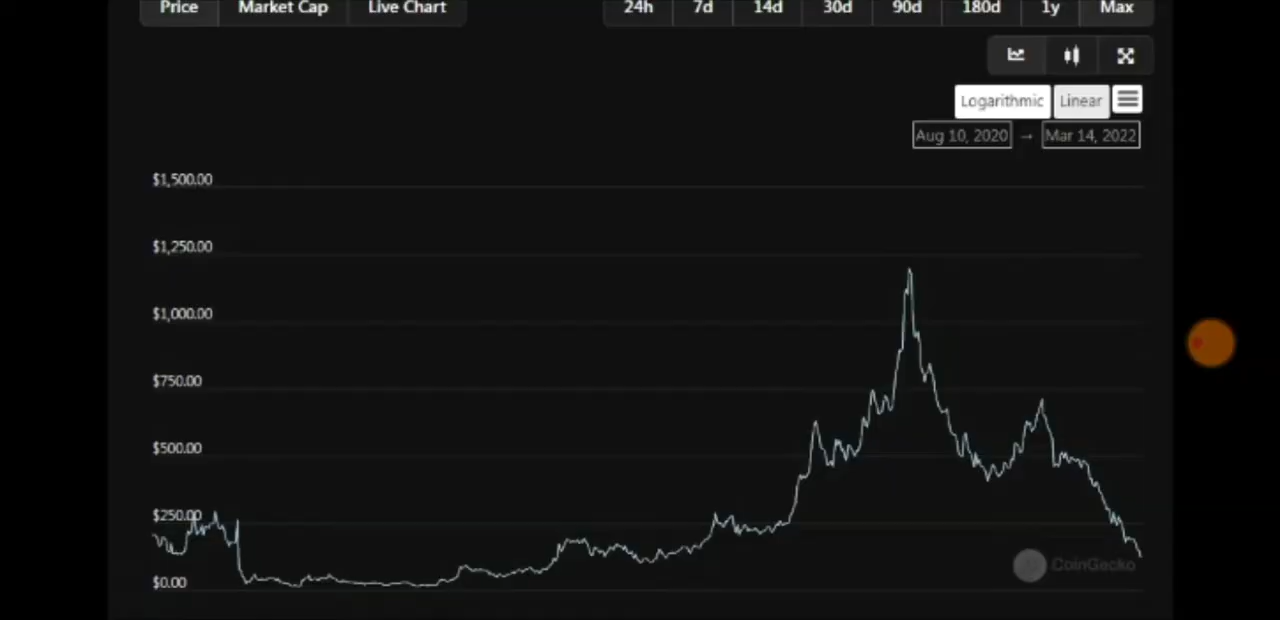 Price Market Cap Live Chart 24h 7d 14d 30d 90d 180d 1y Max
Logarithmic Linear
Aug 10, 2020 → Mar 14, 2022
$1,500.00
$1,250.00
$1,000.00
$750.00
$500.00
$250.00
$0.00
CoinGecko